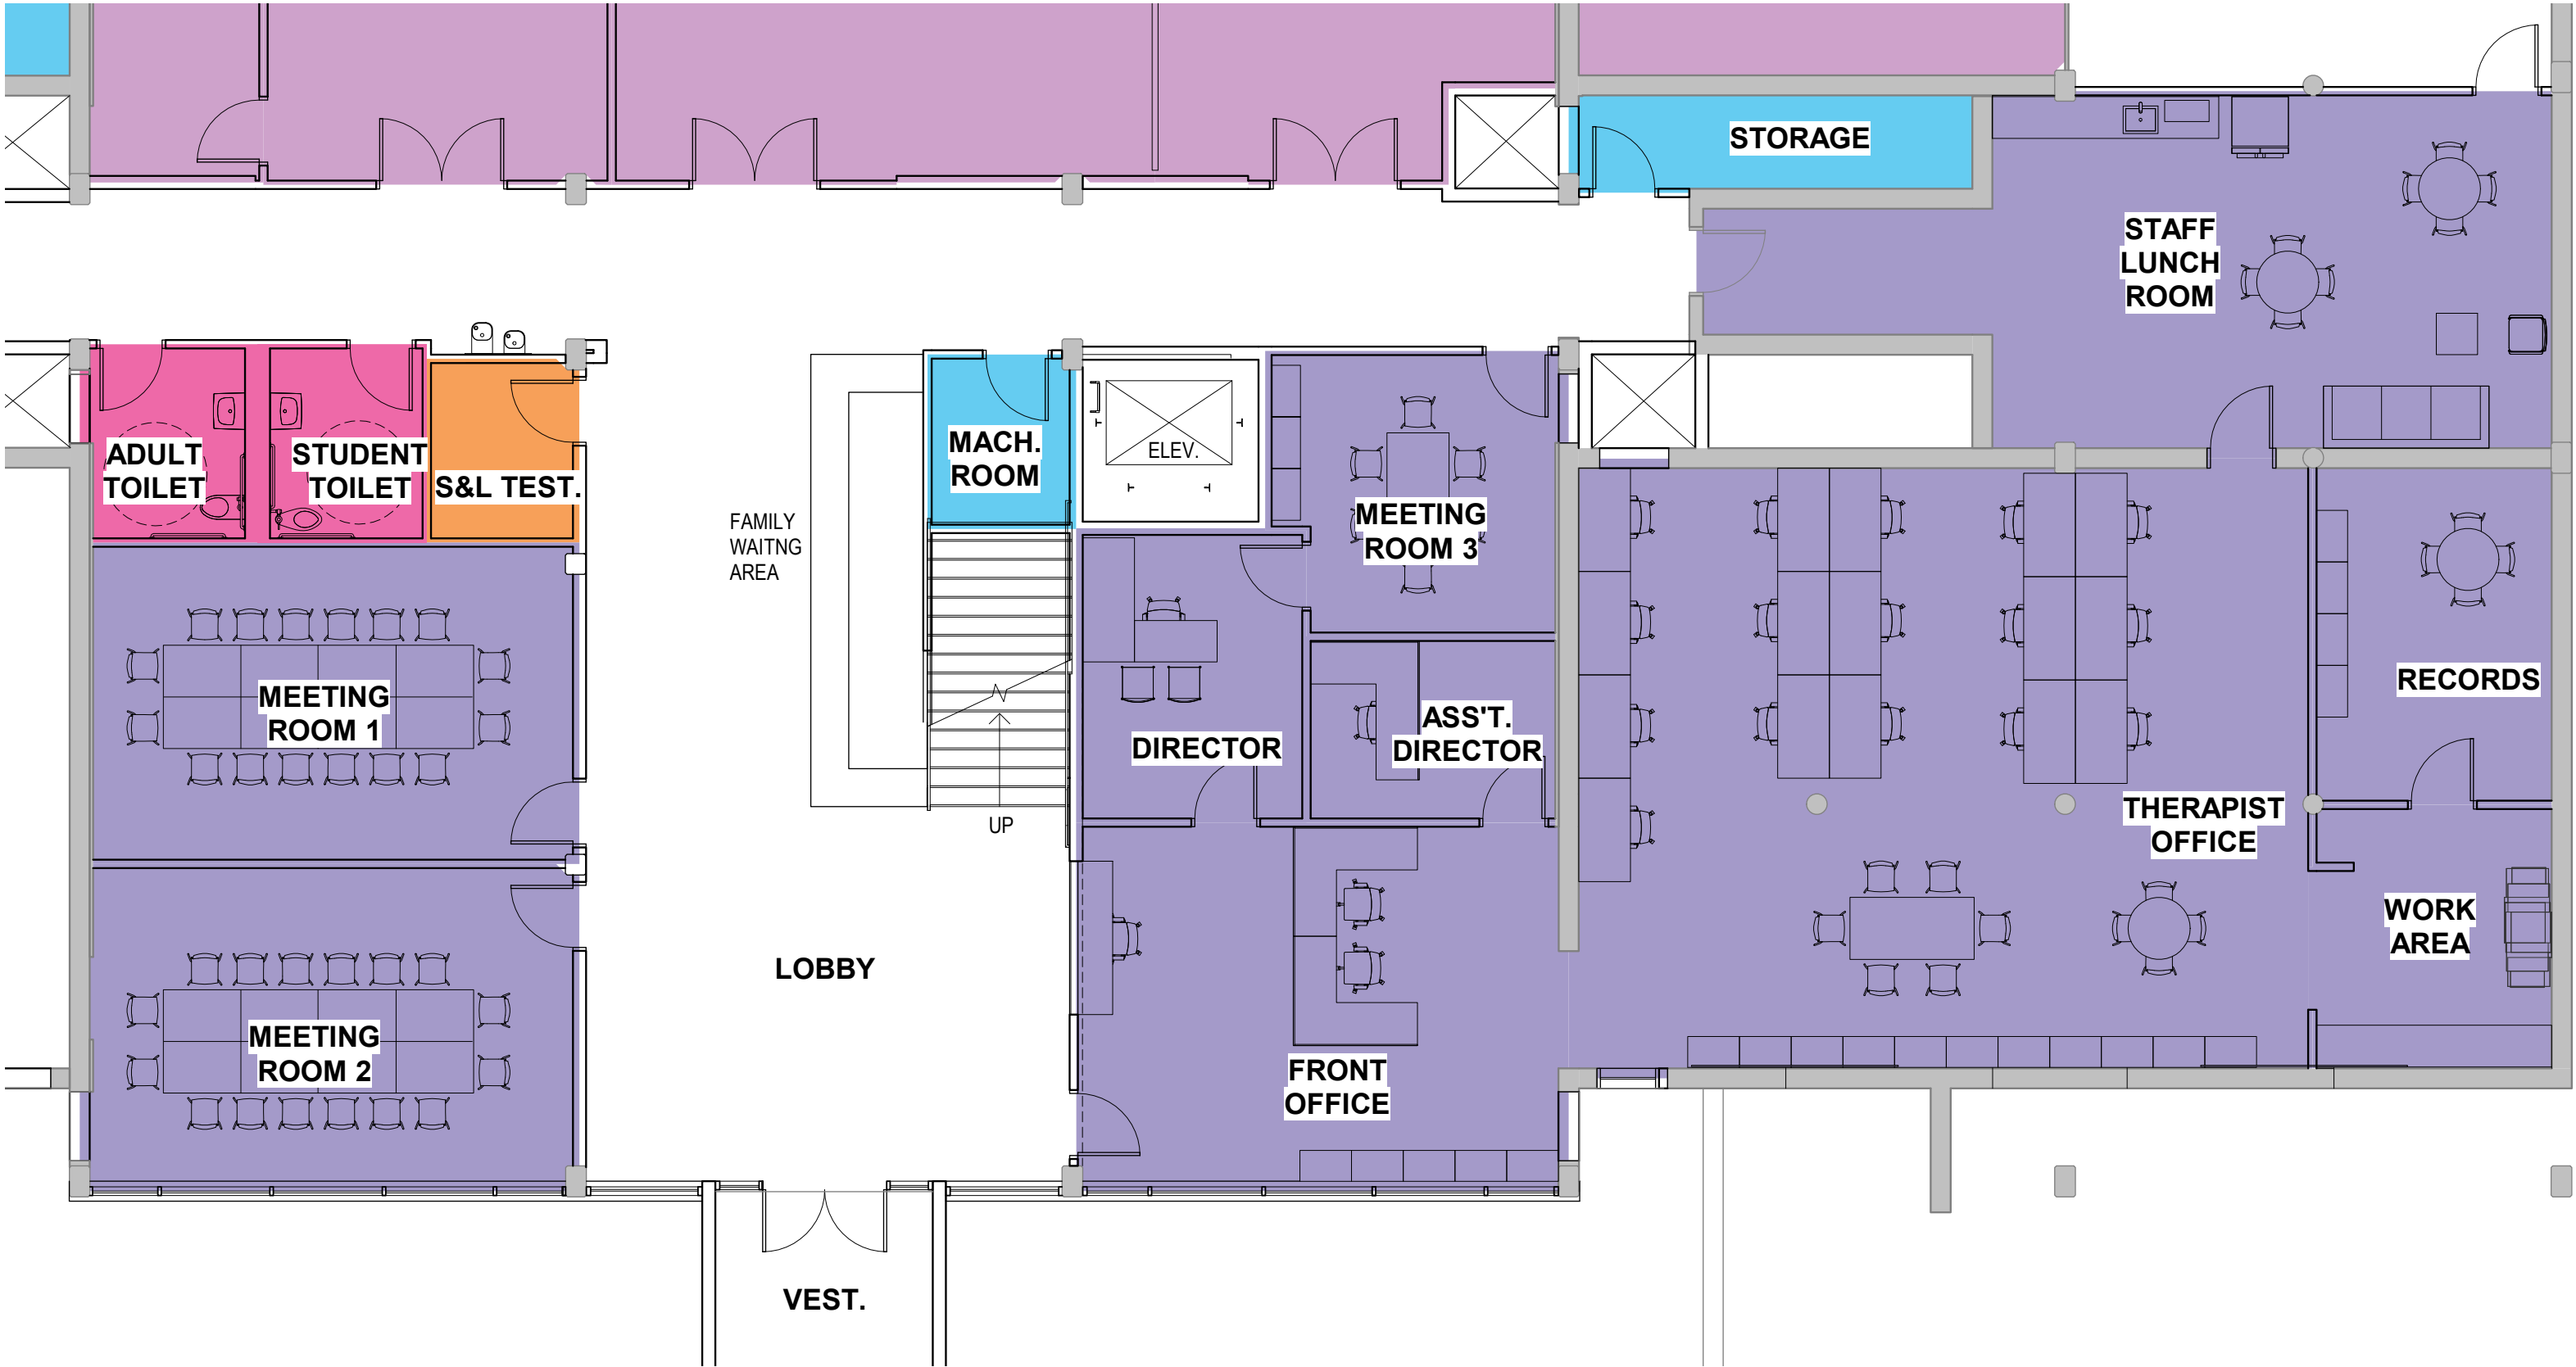 STORAGE
STAFF
LUNCH
ROOM
ADULT
TOILET
STUDENT
TOILET
S&L TEST.
MACH.
ROOM
ELEV.
MEETING
ROOM 3
FAMILY
WAITNG
AREA
MEETING
ROOM 1
DIRECTOR
ASS'T.
DIRECTOR
RECORDS
UP
THERAPIST
OFFICE
WORK
AREA
LOBBY
MEETING
ROOM 2
FRONT
OFFICE
VEST.